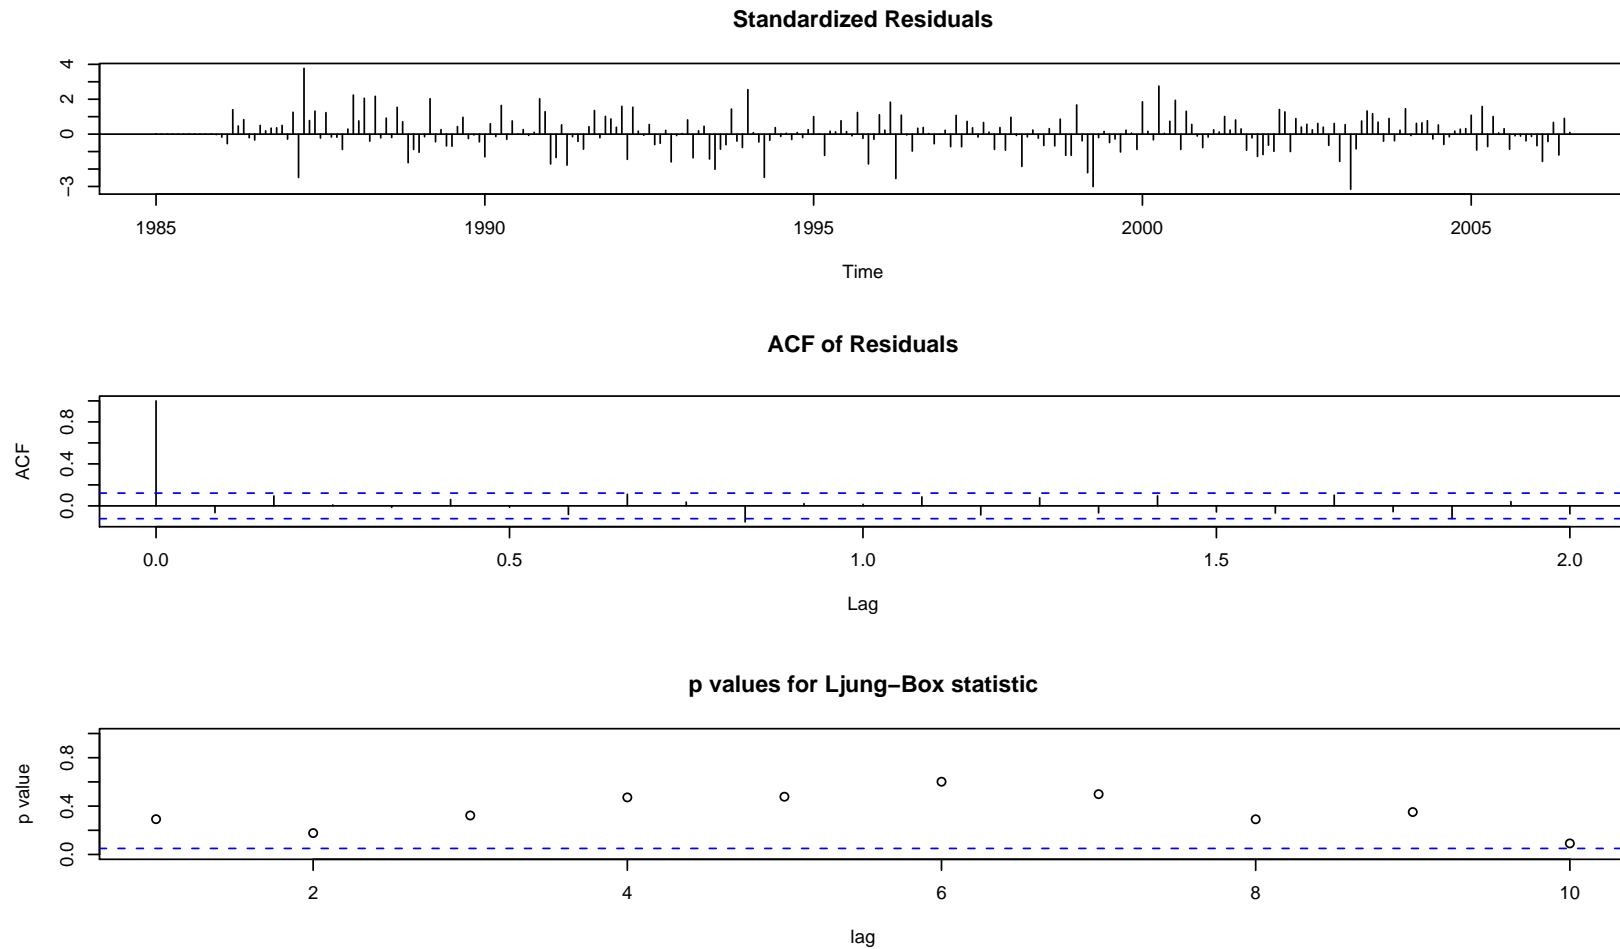 Standardized Residuals
4
2
0
−3
1985 1990 1995 2000 2005
Time
ACF of Residuals
ACF
0.8
0.4
0.0
0.0 0.5 1.0 1.5 2.0
Lag
p values for Ljung−Box statistic
p value
0.8
0.4
0.0
2 4 6 8 10
lag